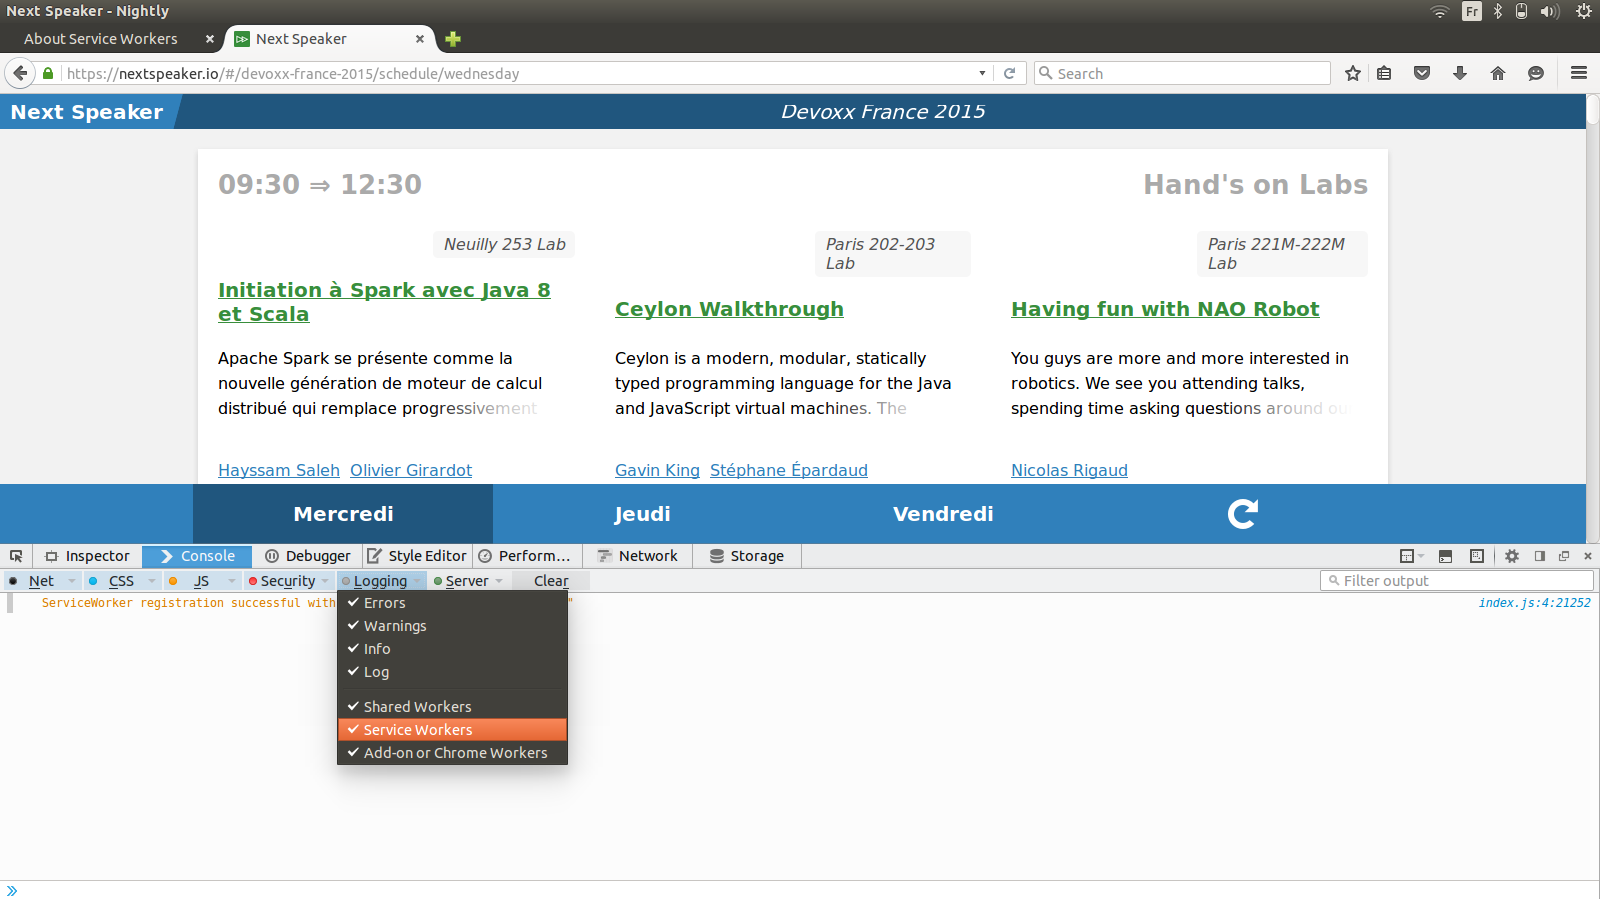 Next Speaker - Nightly
Fr
About Service Workers
Next Speaker
https://nextspeaker.io/#/devoxx-france-2015/schedule/wednesday
Search
Next Speaker
Devoxx France 2015
09:30 ⇒ 12:30
Hand's on Labs
Neuilly 253 Lab
Initiation à Spark avec Java 8
et Scala
Apache Spark se présente comme la
nouvelle génération de moteur de calcul
distribué qui remplace progressivement
Hayssam Saleh Olivier Girardot
Paris 202-203
Lab
Ceylon Walkthrough
Ceylon is a modern, modular, statically
typed programming language for the Java
and JavaScript virtual machines. The
Gavin King Stéphane Épardaud
Paris 221M-222M
Lab
Having fun with NAO Robot
You guys are more and more interested in
robotics. We see you attending talks,
spending time asking questions around
Nicolas Rigaud
Mercredi Jeudi Vendredi
Inspector Console Debugger Style Editor Perform… Network Storage
Net CSS JS Security Logging Server Clear
Filter output
ServiceWorker registration successful with "
index.js:4:21252
Errors
Warnings
Info
Log
Shared Workers
Service Workers
Add-on or Chrome Workers